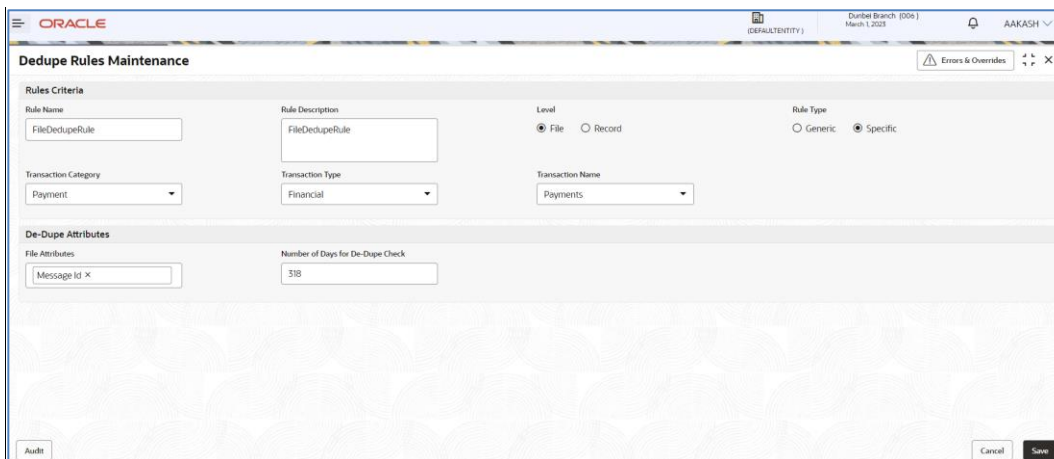 ORACLE
(DEFAULTENTITY )
Dunbei Branch (006 )
March 1, 2023
AAKASH
Dedupe Rules Maintenance
Errors & Overrides
Rules Criteria
Rule Name Rule Description Level Rule Type
FileDedupeRule FileDedupeRule File Record Generic Specific
Transaction Category Transaction Type Transaction Name
Payment Financial Payments
De-Dupe Attributes
File Attributes Number of Days for De-Dupe Check
Message Id × 318
Audit Cancel Save